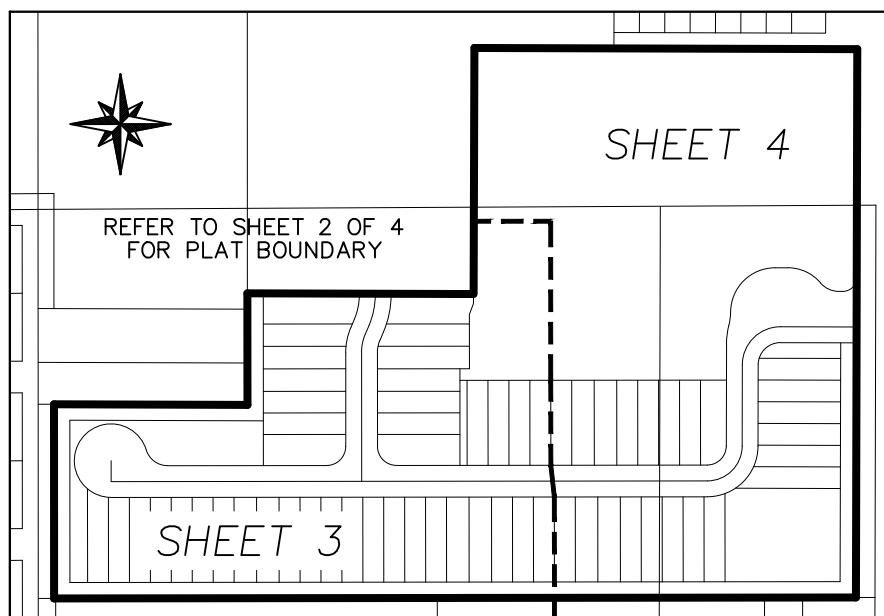 SHEET 4
REFER TO SHEET 2 OF 4
FOR PLAT BOUNDARY
SHEET 3